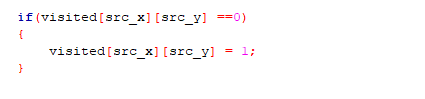 if(visited[src_x][src_y] ==0)
{
    visited[src_x][src_y] = 1;
}